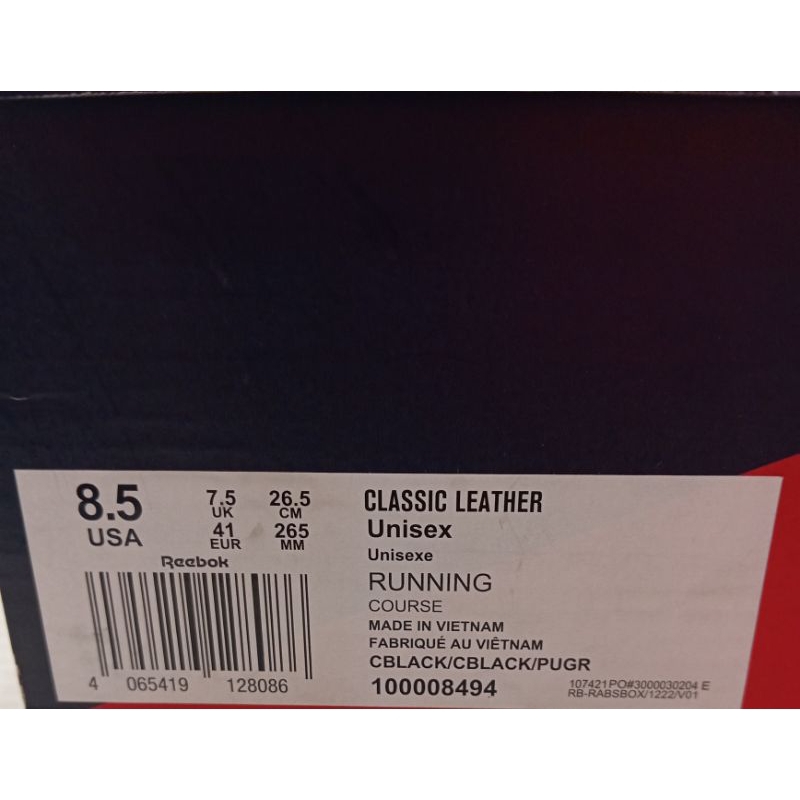 8.5
USA
7.5
UK
41
EUR
26.5
CM
265
MM
Reebok
4 065419 128086
CLASSIC LEATHER
Unisex
Unisexe
RUNNING
COURSE
MADE IN VIETNAM
FABRIQUÉ AU VIÊTNAM
CBLACK/CBLACK/PUGR
100008494
107421PO#3000030204 E
RB-RABSBOX/1222/V01